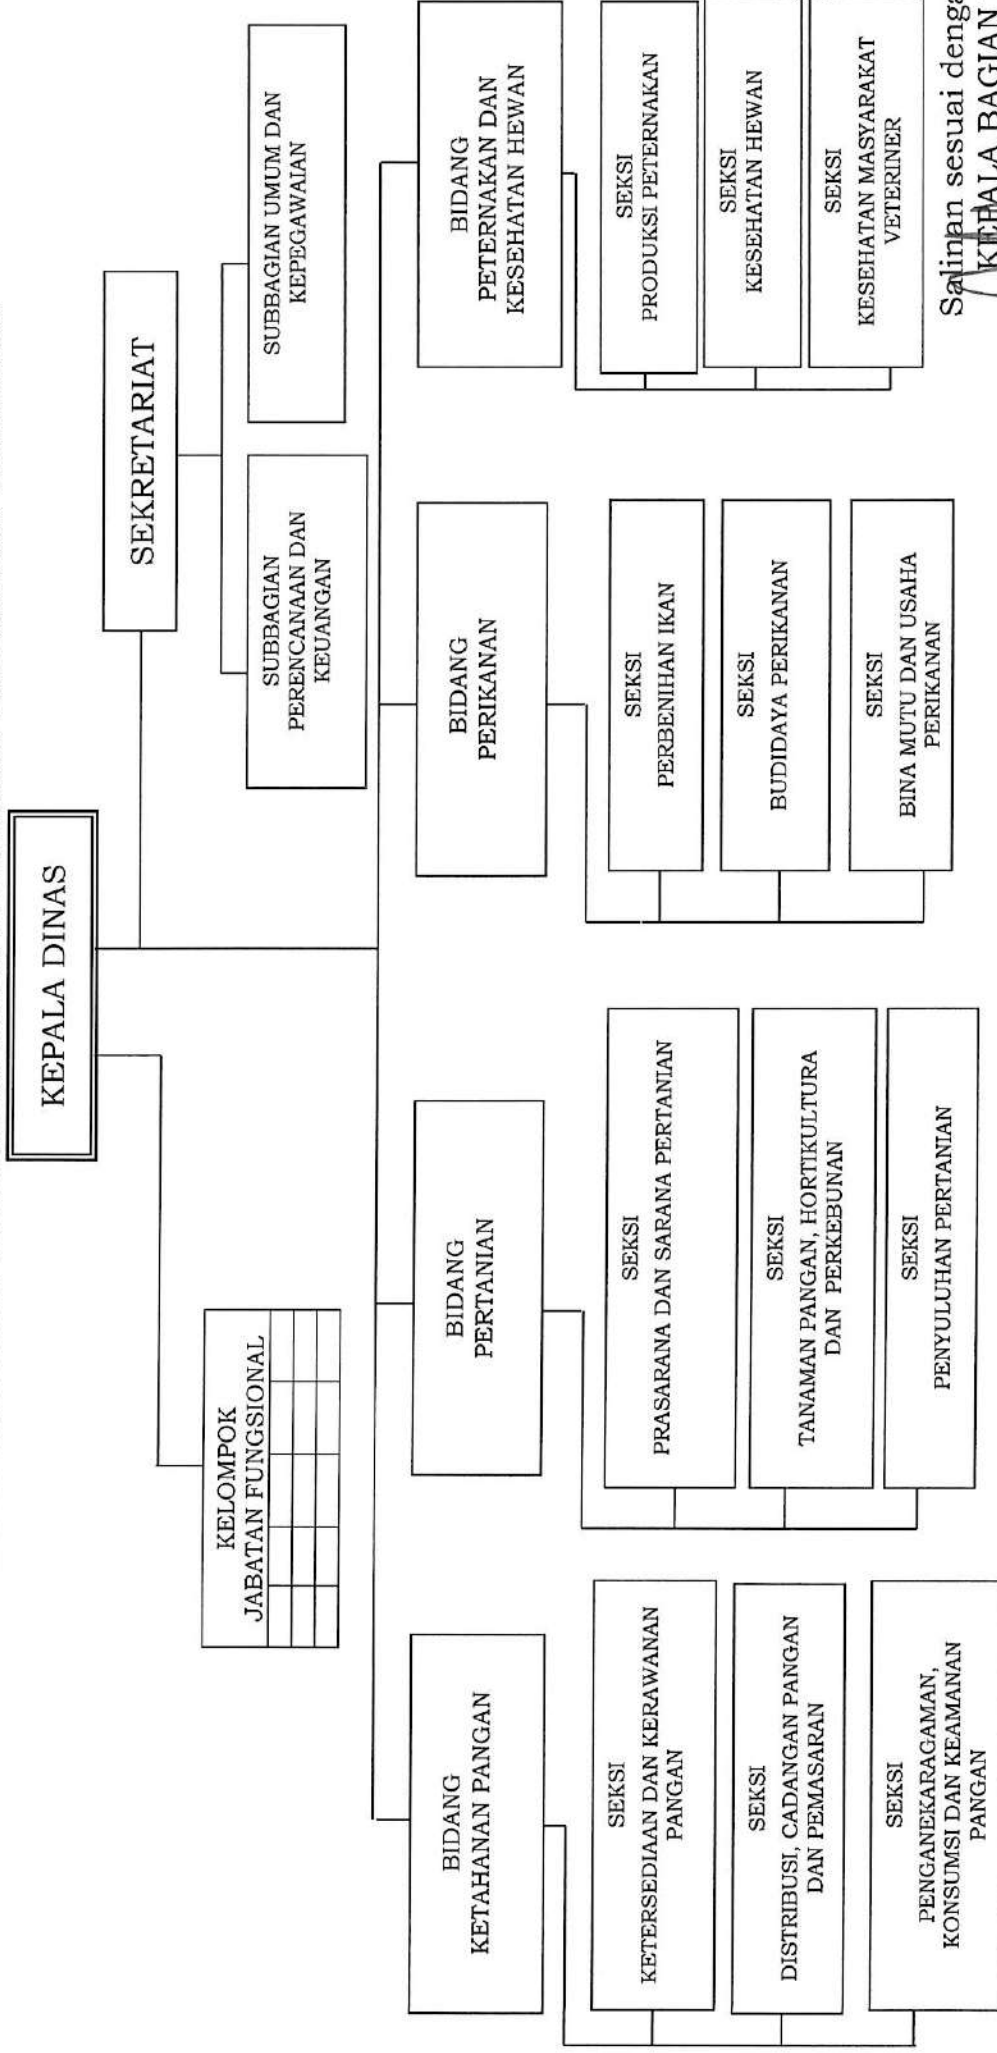 KEPALA DINAS
SEKRETARIAT
KELOMPOK
JABATAN FUNGSIONAL
SUBBAGIAN
PERENCANAAN DAN
KEUANGAN
SUBBAGIAN UMUM DAN
KEPEGAWAIAN
BIDANG
KETAHANAN PANGAN
BIDANG
PERTANIAN
BIDANG
PERIKANAN
BIDANG
PETERNAKAN DAN
KESEHATAN HEWAN
SEKSI
KETERSEDIAAN DAN KERAWANAN
PANGAN
SEKSI
DISTRIBUSI, CADANGAN PANGAN
DAN PEMASARAN
SEKSI
PENGANEKARAGAMAN,
KONSUMSI DAN KEAMANAN
PANGAN
SEKSI
PRASARANA DAN SARANA PERTANIAN
SEKSI
TANAMAN PANGAN, HORTIKULTURA
DAN PERKEBUNAN
SEKSI
PENYULUHAN PERTANIAN
SEKSI
PERBENIHAN IKAN
SEKSI
BUDIDAYA PERIKANAN
SEKSI
BINA MUTU DAN USAHA
PERIKANAN
SEKSI
PRODUKSI PETERNAKAN
SEKSI
KESEHATAN HEWAN
SEKSI
KESEHATAN MASYARAKAT
VETERINER
Salinan sesuai denga
KEPALA BAGIAN